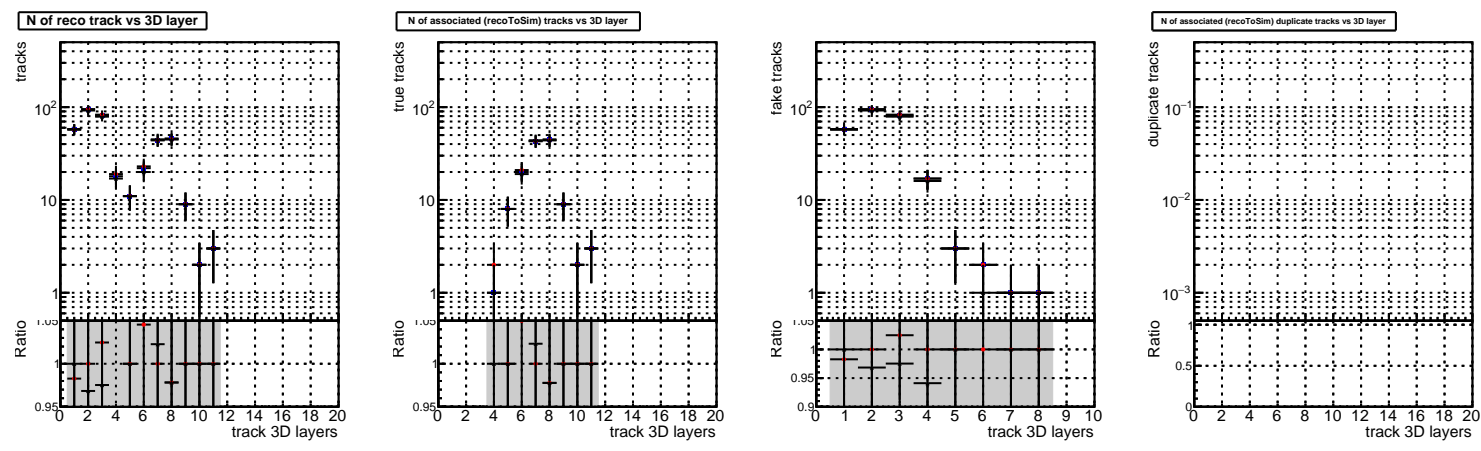 N of reco track vs 3D layer
tracks
10²
10
1
Ratio
1.05
1
0.95
0 2 4 6 8 10 12 14 16 18 20
track 3D layers
N of associated (recoToSim) tracks vs 3D layer
true tracks
10²
10
1
Ratio
1.05
1
0.95
0 2 4 6 8 10 12 14 16 18 20
track 3D layers
fake tracks
10²
10
1
Ratio
1.05
1
0.95
0.9
0 1 2 3 4 5 6 7 8 9 10
track 3D layers
N of associated (recoToSim) duplicate tracks vs 3D layer
duplicate tracks
10⁻¹
10⁻²
10⁻³
Ratio
1
0.5
0
0 2 4 6 8 10 12 14 16 18 20
track 3D layers